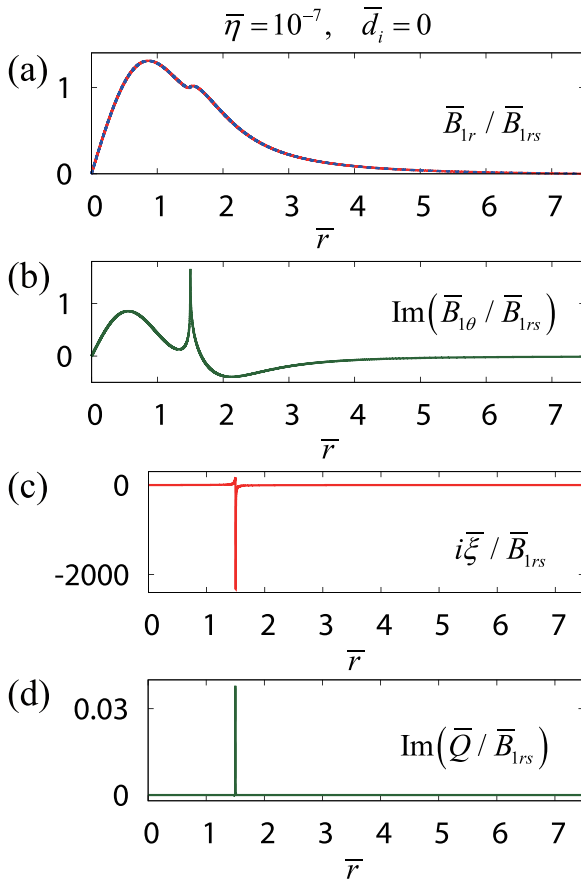 η̅ = 10⁻⁷, d̅ᵢ = 0
(a)
1
0
B̅₁ᵣ / B̅₁ᵣₛ
0 1 2 3 4 5 6 7
r̅
(b)
1
0
Im(B̅₁θ / B̅₁ᵣₛ)
0 1 2 3 4 5 6 7
r̅
(c)
0
-2000
iξ̅ / B̅₁ᵣₛ
0 1 2 3 4 5 6 7
r̅
(d)
0.03
0
Im(Q̅ / B̅₁ᵣₛ)
0 1 2 3 4 5 6 7
r̅